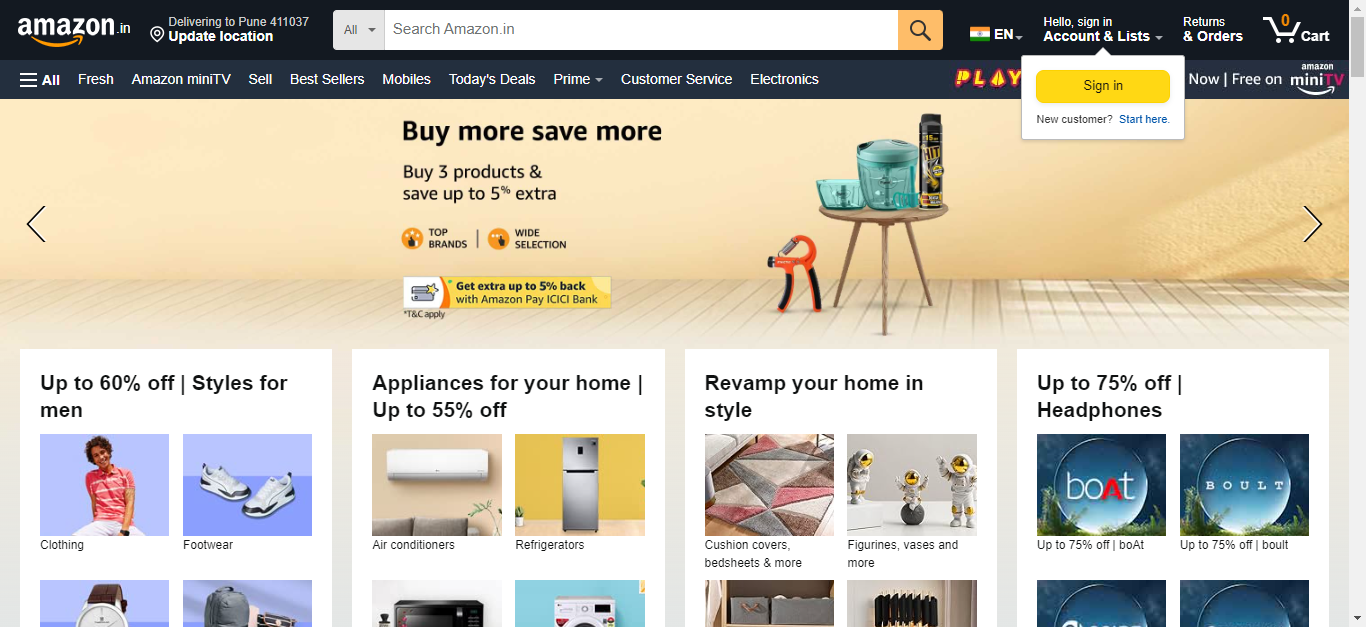 amazon.in
Delivering to Pune 411037
Update location
All
Search Amazon.in
EN
Hello, sign in
Account & Lists
Returns
& Orders
0
Cart
All
Fresh
Amazon miniTV
Sell
Best Sellers
Mobiles
Today's Deals
Prime
Customer Service
Electronics
PLAY
Now | Free on
amazon
miniTV
Sign in
New customer? Start here.
Buy more save more
Buy 3 products &
save up to 5% extra
TOP
BRANDS
WIDE
SELECTION
Get extra up to 5% back
with Amazon Pay ICICI Bank
*T&C apply
HIT
Up to 60% off | Styles for
men
Clothing
Footwear
Appliances for your home |
Up to 55% off
Air conditioners
Refrigerators
Revamp your home in
style
Cushion covers,
bedsheets & more
Figurines, vases and
more
Up to 75% off |
Headphones
boAt
BOULT
Up to 75% off | boAt
Up to 75% off | boult